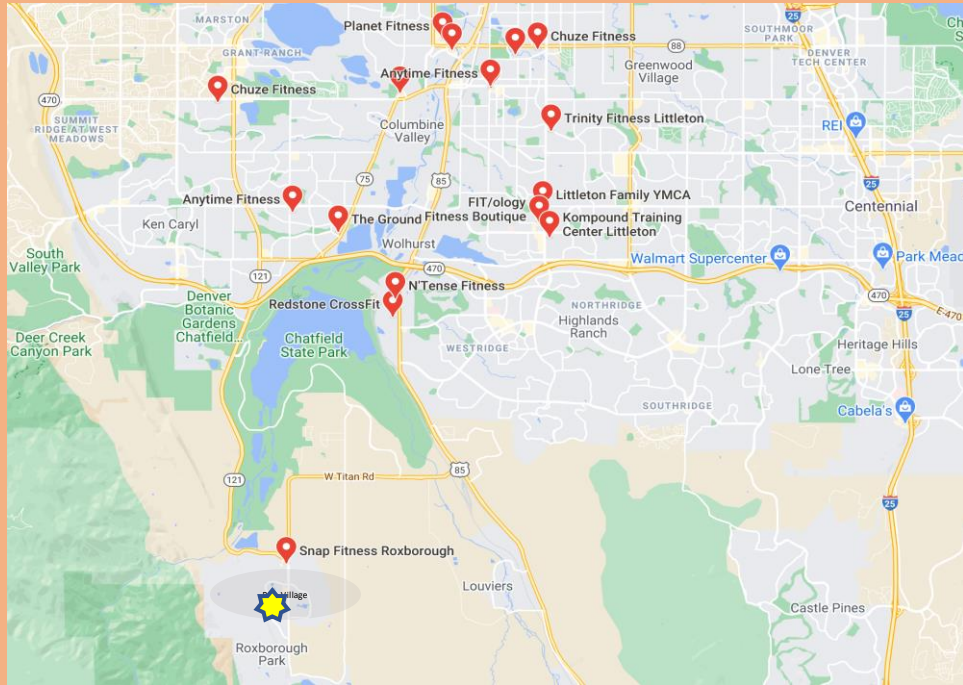 MARSTON
Planet Fitness
25
SOUTHMOOR
PARK
Ch
S
Chuze Fitness
88
GRANT-RANCH
Greenwood
Village
DENVER
TECH CENTER
Anytime Fitness
Chuze Fitness
470
SUMMIT
RIDGE AT WEST
MEADOWS
Columbine
Valley
Trinity Fitness Littleton
REI
75
85
25
Anytime Fitness
Littleton Family YMCA
FIT/ology
Fitness Boutique
Centennial
Ken Caryl
The Ground
Kompound Training
Center Littleton
Wolhurst
South
Valley Park
121
470
Walmart Supercenter
Park Mead
N'Tense Fitness
470
E-470
Denver
Botanic
Gardens
Chatfield...
Redstone CrossFit
NORTHRIDGE
25
Highlands
Ranch
Deer Creek
Canyon Park
Chatfield
State Park
WESTRIDGE
Heritage Hills
Lone Tree
SOUTHRIDGE
Cabela's
85
W Titan Rd
121
25
Snap Fitness Roxborough
Louviers
Village
Castle Pines
Roxborough
Park